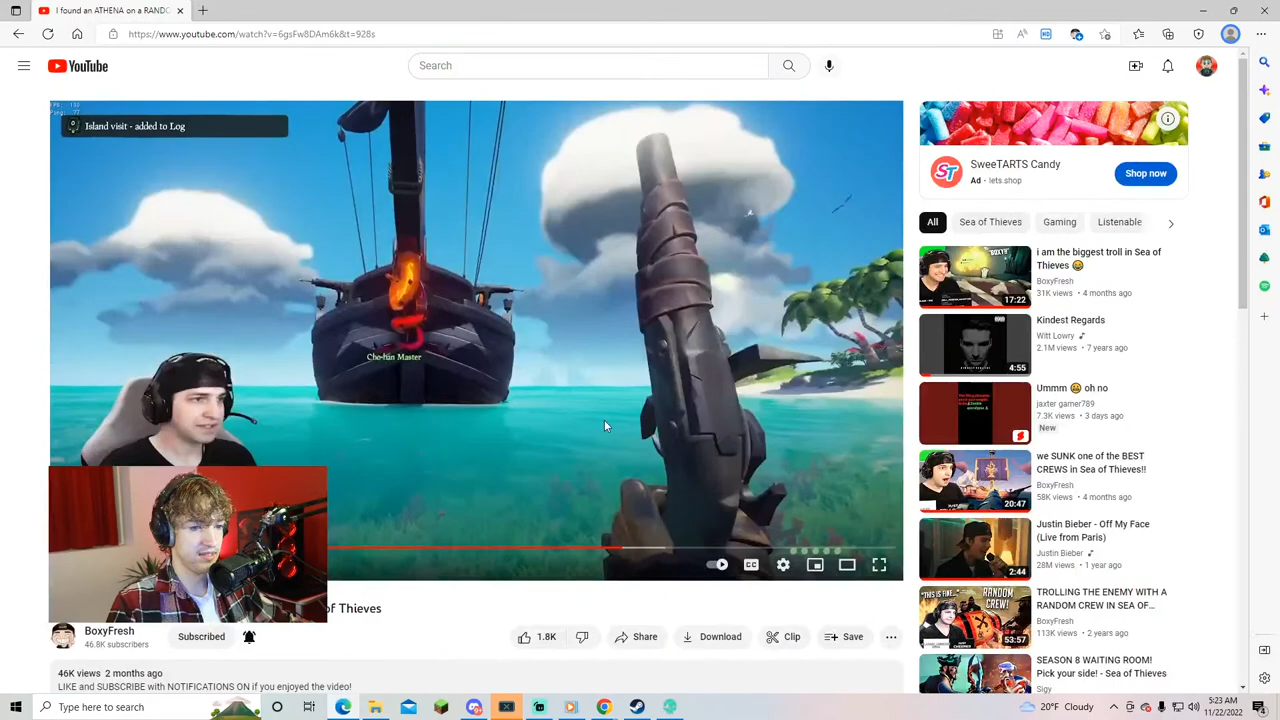 I found an ATHENA on a RANDO
https://www.youtube.com/watch?v=6gsFw8DAm6k&t=928s
YouTube
Search
Island visit - added to Log
Cho-han Master
of Thieves
BoxyFresh
46.8K subscribers
Subscribed
1.8K
Share
Download
Clip
Save
46K views 2 months ago
LIKE and SUBSCRIBE with NOTIFICATIONS ON if you enjoyed the video!
SweeTARTS Candy
Ad • lets.shop
Shop now
All
Sea of Thieves
Gaming
Listenable
i am the biggest troll in Sea of
Thieves 😂
BoxyFresh
31K views • 4 months ago
17:22
Kindest Regards
Witt Lowry
2.1M views • 7 years ago
4:55
Ummm 😀 oh no
jaxter gamer789
7.3K views • 3 days ago
New
we SUNK one of the BEST
CREWS in Sea of Thieves!!
BoxyFresh
58K views • 4 months ago
20:47
Justin Bieber - Off My Face
(Live from Paris)
Justin Bieber
28M views • 1 year ago
2:44
"THIS IS FINE..."
RANDOM
CREW!
TROLLING THE ENEMY WITH A
RANDOM CREW IN SEA OF...
BoxyFresh
113K views • 2 years ago
53:57
SEASON 8 WAITING ROOM!
Pick your side! - Sea of Thieves
Sigy
Type here to search
20°F Cloudy
5:23 AM
11/22/2022